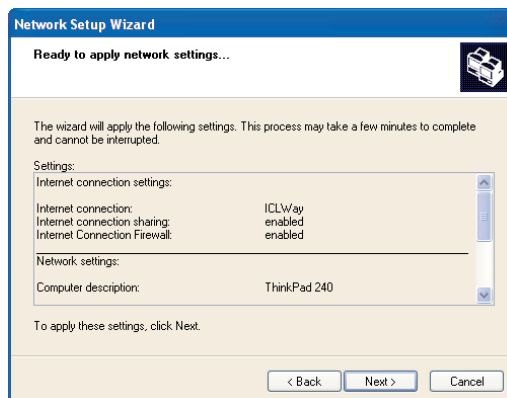 Network Setup Wizard
Ready to apply network settings...
The wizard will apply the following settings. This process may take a few minutes to complete
and cannot be interrupted.
Settings:
Internet connection settings:
Internet connection: ICLWay
Internet connection sharing: enabled
Internet Connection Firewall: enabled
Network settings:
Computer description: ThinkPad 240
To apply these settings, click Next.
< Back Next > Cancel